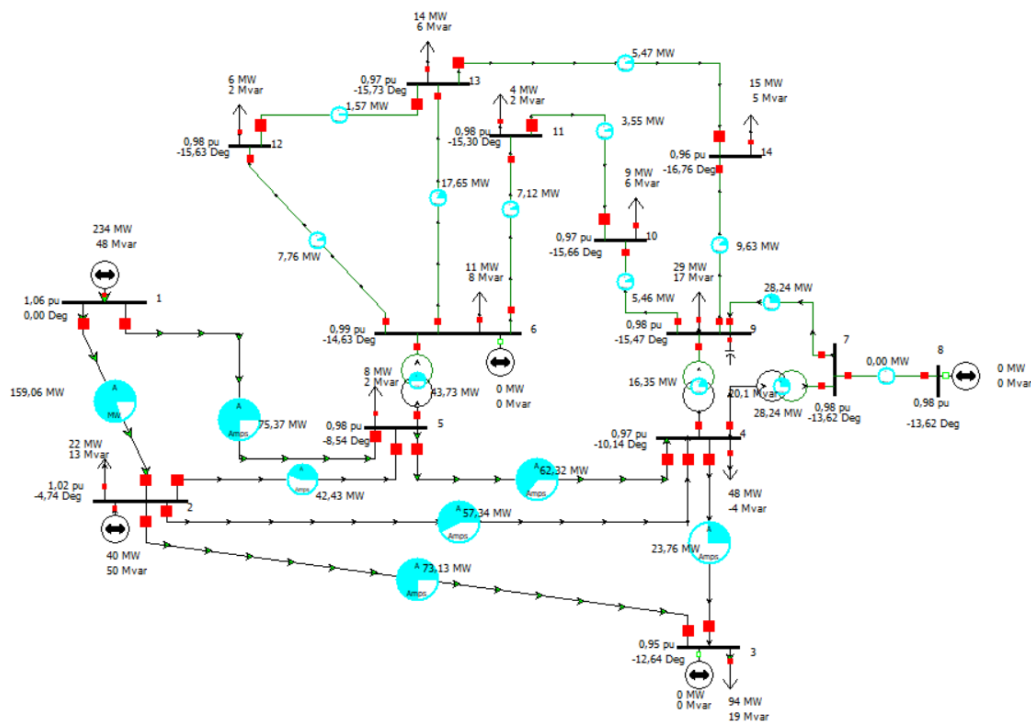 14 MW
6 Mvar
5,47 MW
0,97 pu
-15,73 Deg
13
6 MW
2 Mvar
1,57 MW
4 MW
2 Mvar
15 MW
5 Mvar
0,98 pu
-15,63 Deg
12
0,98 pu
-15,30 Deg
11
3,55 MW
0,96 pu
-16,76 Deg
14
17,65 MW
7,12 MW
9 MW
6 Mvar
0,97 pu
-15,66 Deg
10
9,63 MW
7,76 MW
234 MW
48 Mvar
11 MW
8 Mvar
29 MW
17 Mvar
5,46 MW
28,24 MW
1,06 pu
0,00 Deg
1
0,99 pu
-14,63 Deg
6
0,98 pu
-15,47 Deg
9
7
0,00 MW
8
0 MW
0 Mvar
8 MW
2 Mvar
43,73 MW
0 MW
0 Mvar
16,35 MW
20,1 Mvar
28,24 MW
0,98 pu
-13,62 Deg
0,98 pu
-13,62 Deg
159,06 MW
A
MW
A
75,37 MW
Amps
0,98 pu
-8,54 Deg
5
0,97 pu
-10,14 Deg
4
22 MW
13 Mvar
1,02 pu
-4,74 Deg
2
A
Amps
42,43 MW
A
62,32 MW
Amps
48 MW
-4 Mvar
A
57,34 MW
Amps
A
23,76 MW
Amps
40 MW
50 Mvar
A
73,13 MW
Amps
0,95 pu
-12,64 Deg
3
0 MW
0 Mvar
94 MW
19 Mvar